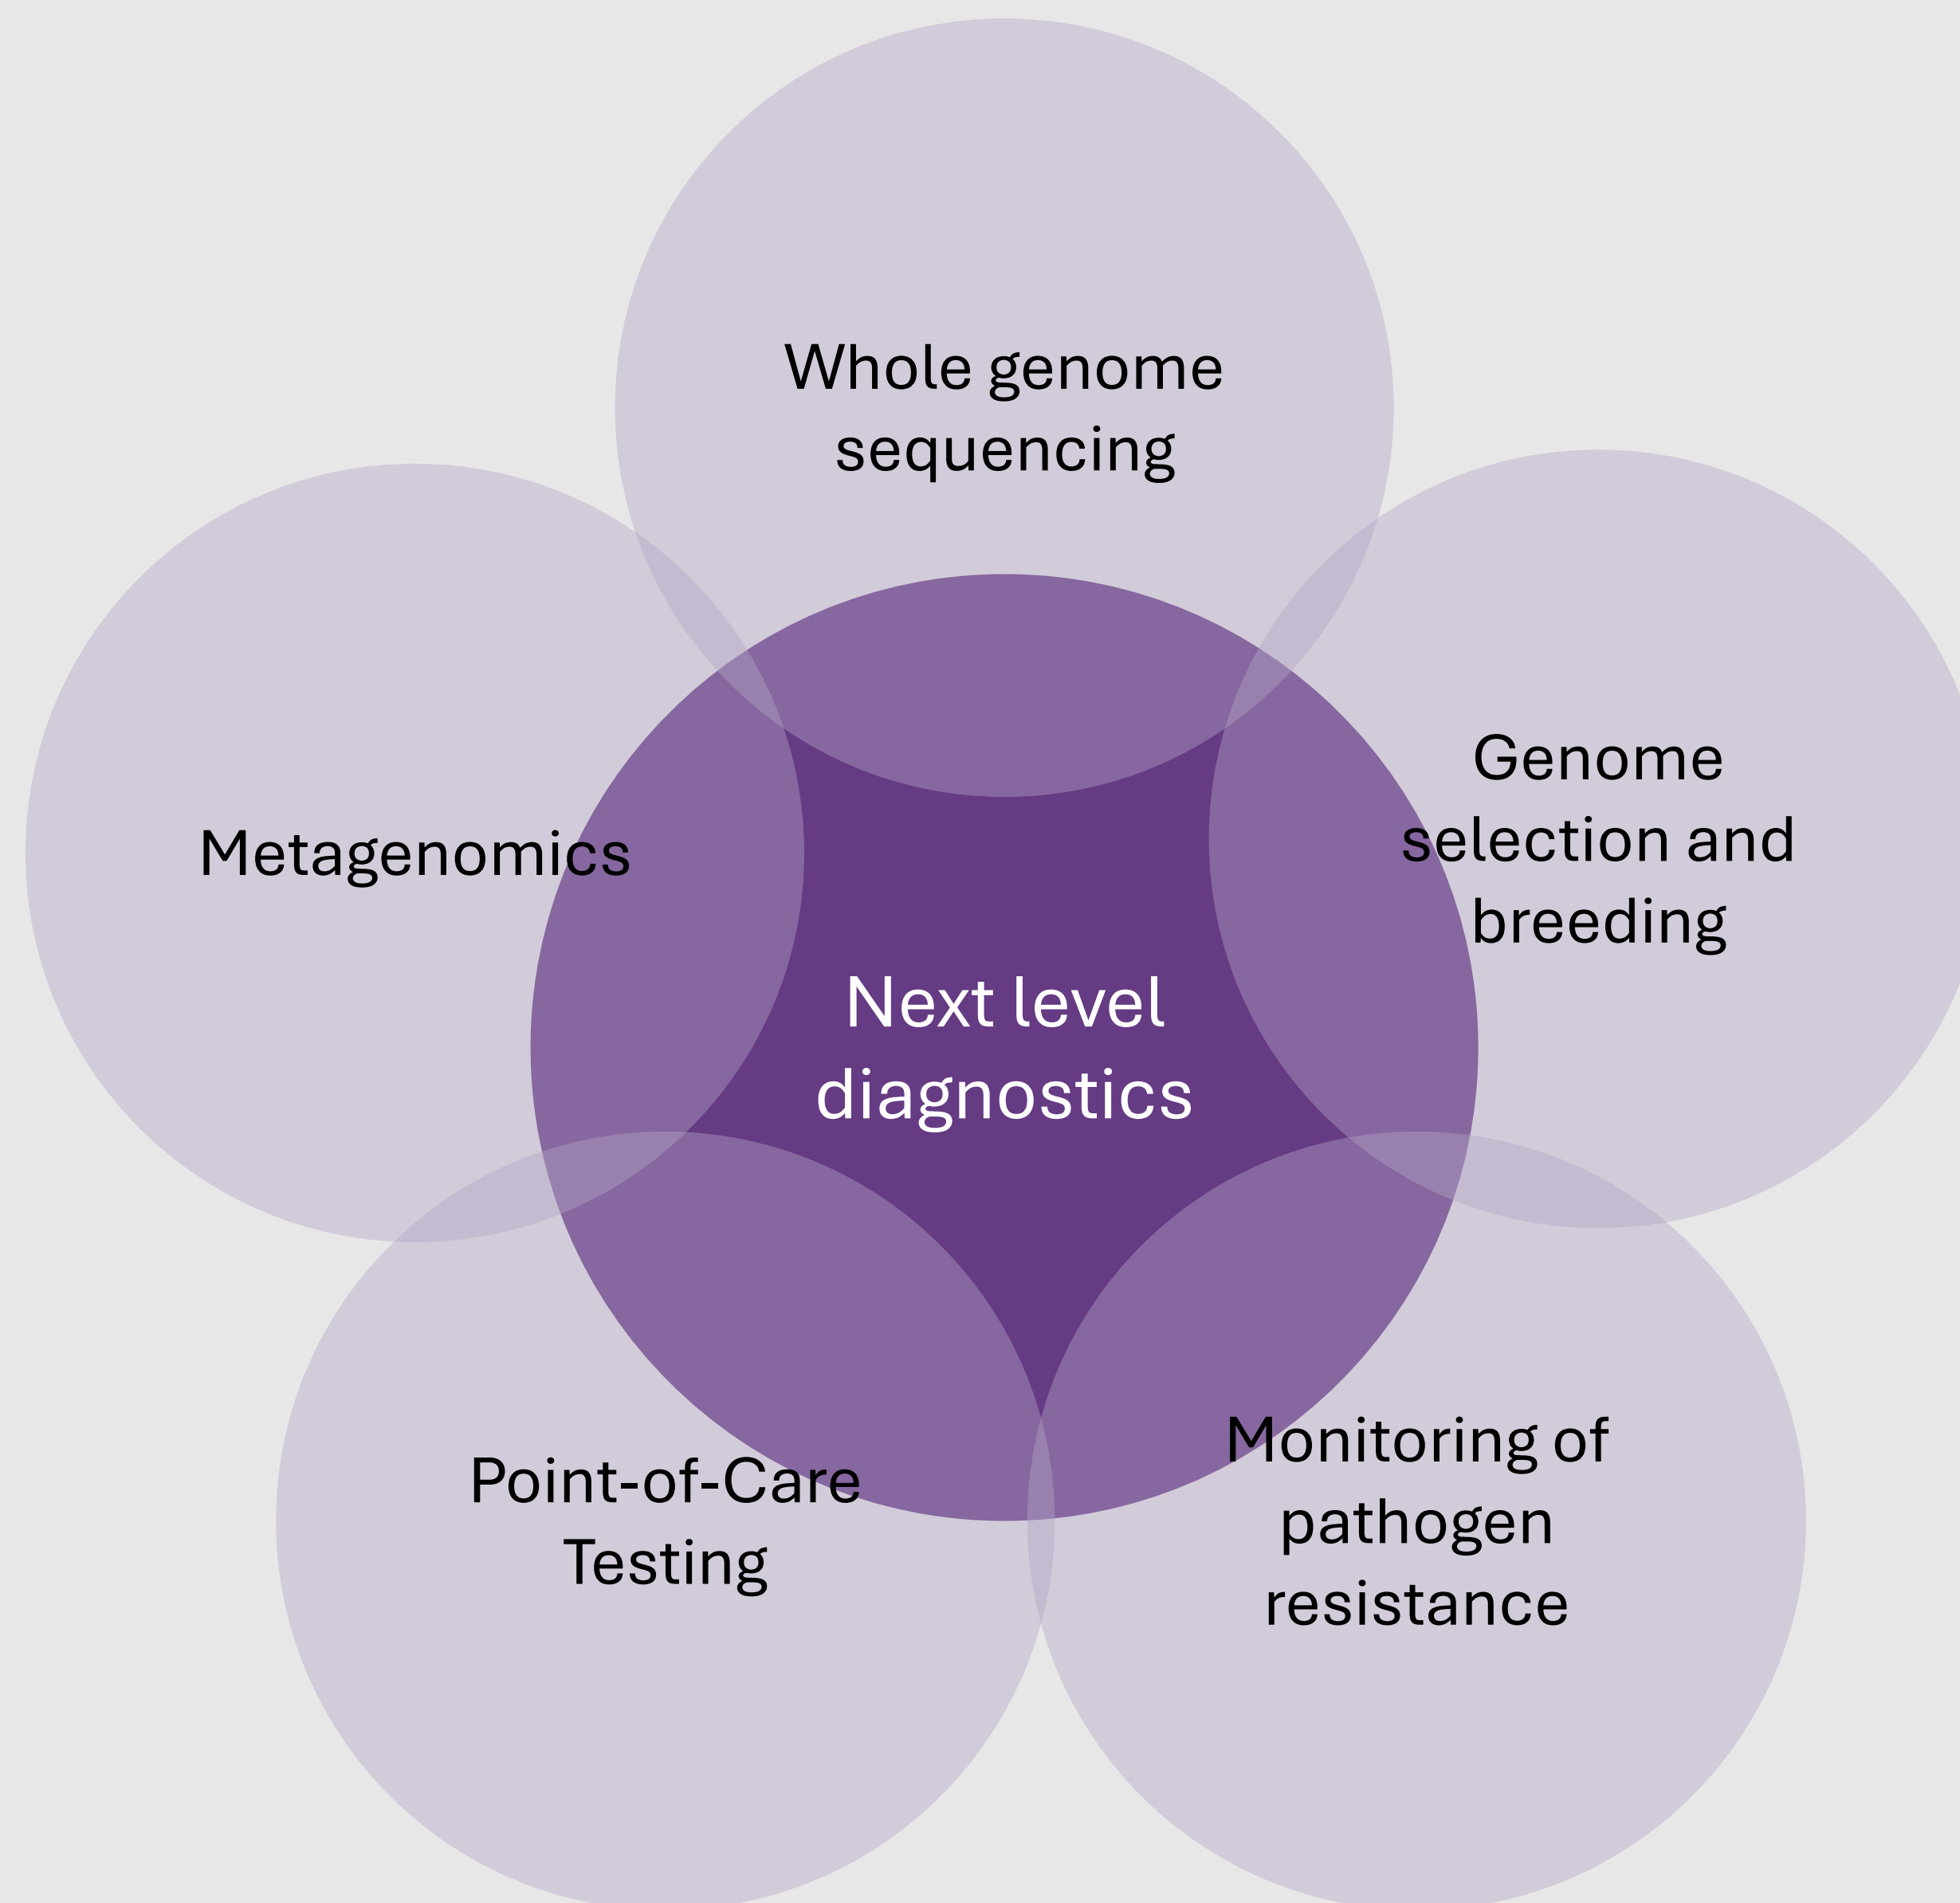 Whole genome
sequencing
Genome
selection and
breeding
Metagenomics
Next level
diagnostics
Monitoring of
pathogen
resistance
Point-of-Care
Testing